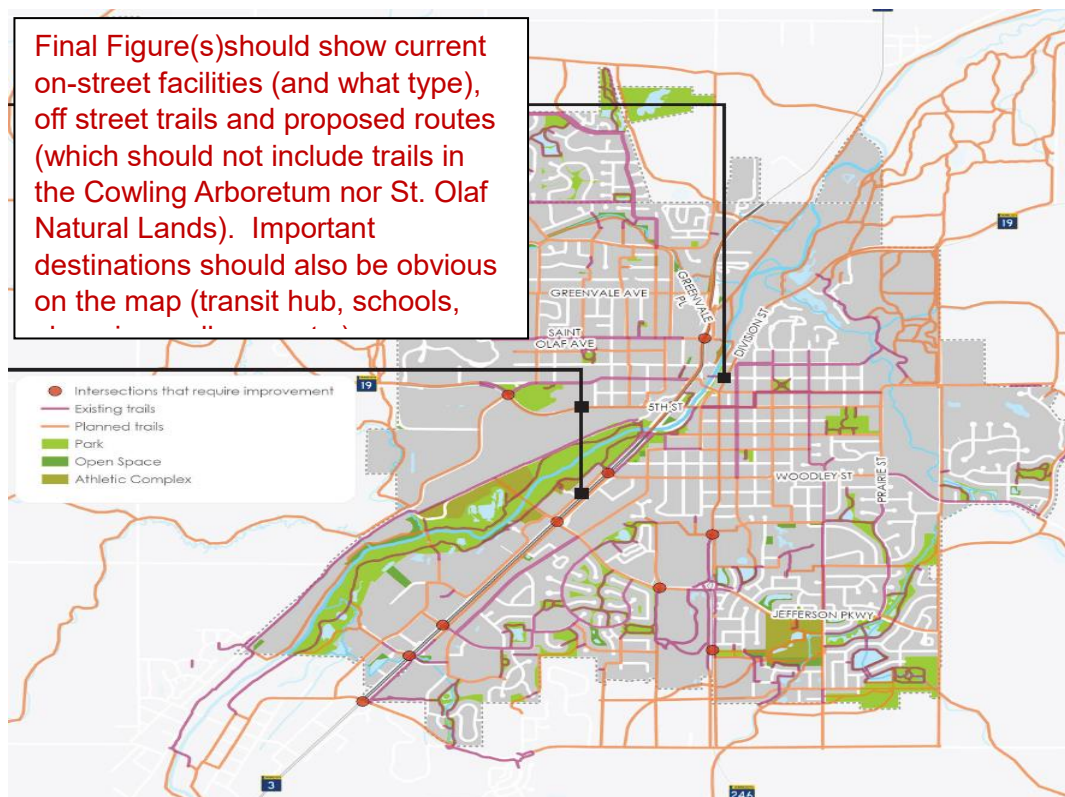 Final Figure(s)should show current
on-street facilities (and what type),
off street trails and proposed routes
(which should not include trails in
the Cowling Arboretum nor St. Olaf
Natural Lands).  Important
destinations should also be obvious
on the map (transit hub, schools,
19
GREENVALE AVE
GREENVALE
PL
DIVISION ST
SAINT
OLAF AVE
19
5TH ST
Intersections that require improvement
Existing trails
Planned trails
Park
Open Space
Athletic Complex
WOODLEY ST
PRAIRIE ST
JEFFERSON PKWY
3
246